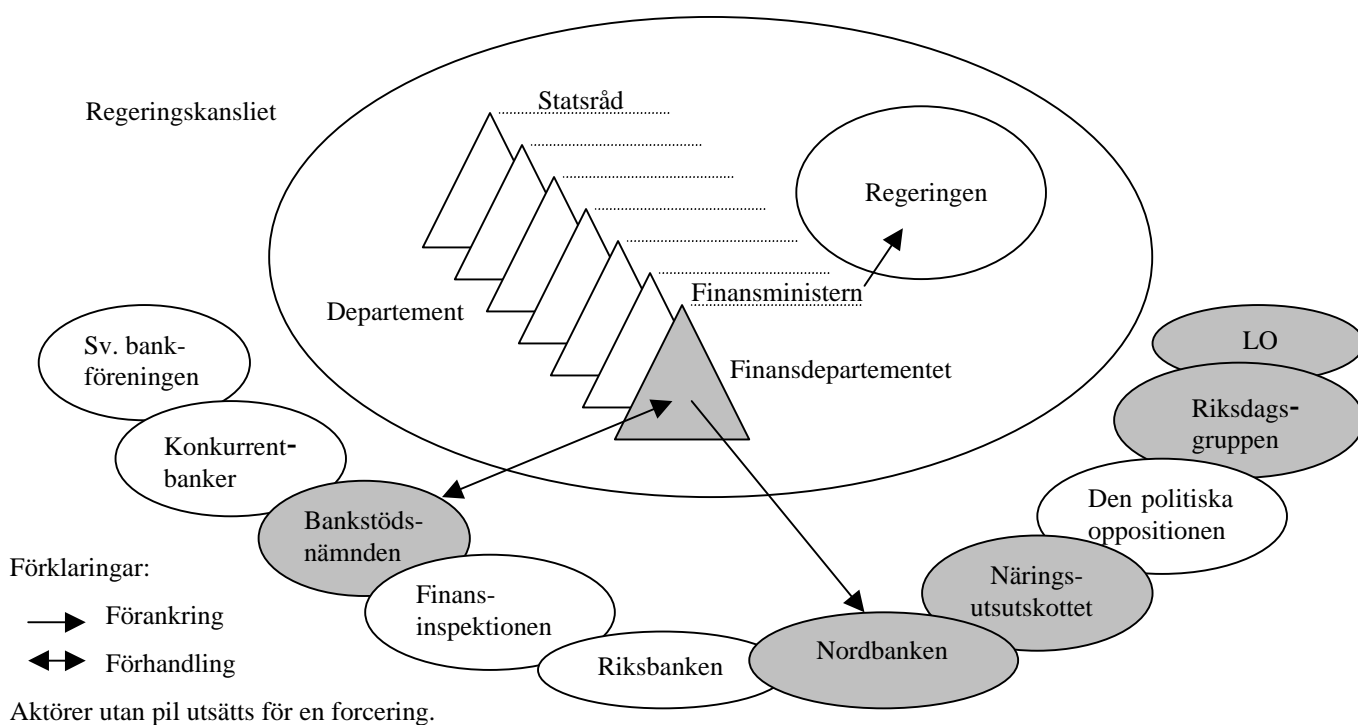 Statsråd
Regeringskansliet
Regeringen
Finansministern
Departement
Finansdepartementet
Sv. bank-
föreningen
Konkurrent-
banker
Bankstöds-
nämnden
Finans-
inspektionen
Riksbanken
Nordbanken
Närings-
utsutskottet
Den politiska
oppositionen
Riksdags-
gruppen
LO
Förklaringar:
Förankring
Förhandling
Aktörer utan pil utsätts för en forcering.